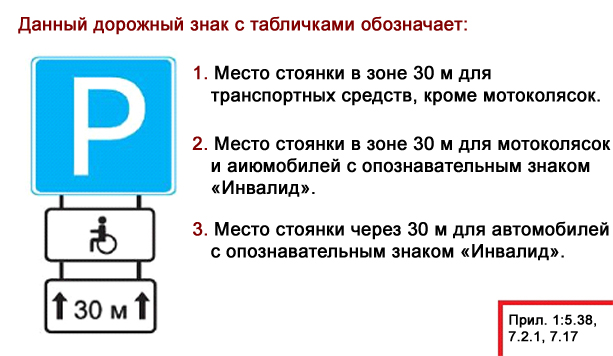 Данный дорожный знак с табличками обозначает:
P
30 м
1. Место стоянки в зоне 30 м для
транспортных средств, кроме мотоколясок.
2. Место стоянки в зоне 30 м для мотоколясок
и аиюмобилей с опознавательным знаком
«Инвалид».
3. Место стоянки через 30 м для автомобилей
с опознавательным знаком «Инвалид».
Прил. 1:5.38,
7.2.1, 7.17